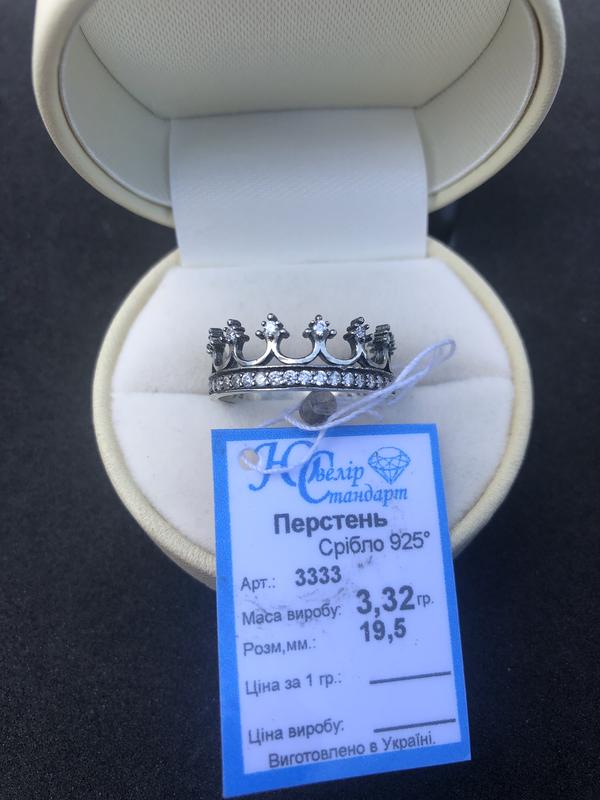 Ювелір
Стандарт
Перстень
Срібло 925°
Арт.: 3333
Маса виробу: 3,32 гр.
Розм,мм.: 19,5
Ціна за 1 гр.:
Ціна виробу:
Виготовлено в Україні.